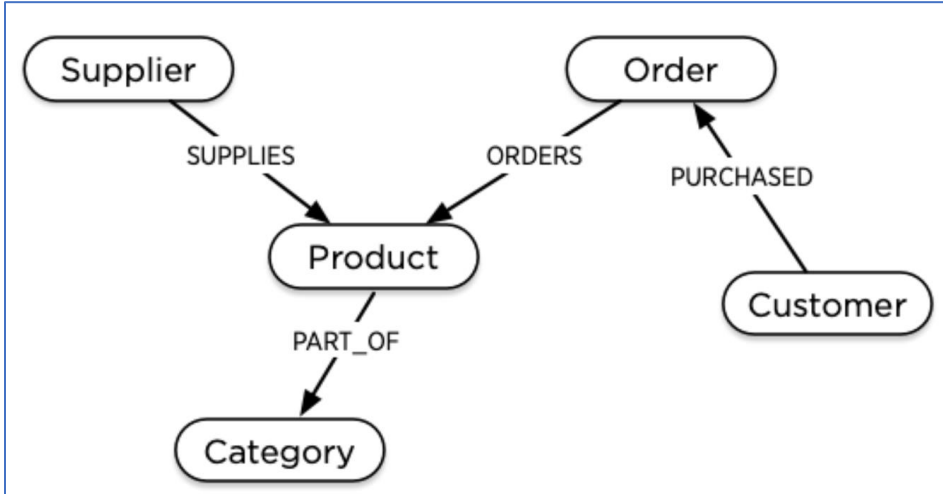 Supplier
Order
SUPPLIES
ORDERS
PURCHASED
Product
Customer
PART_OF
Category